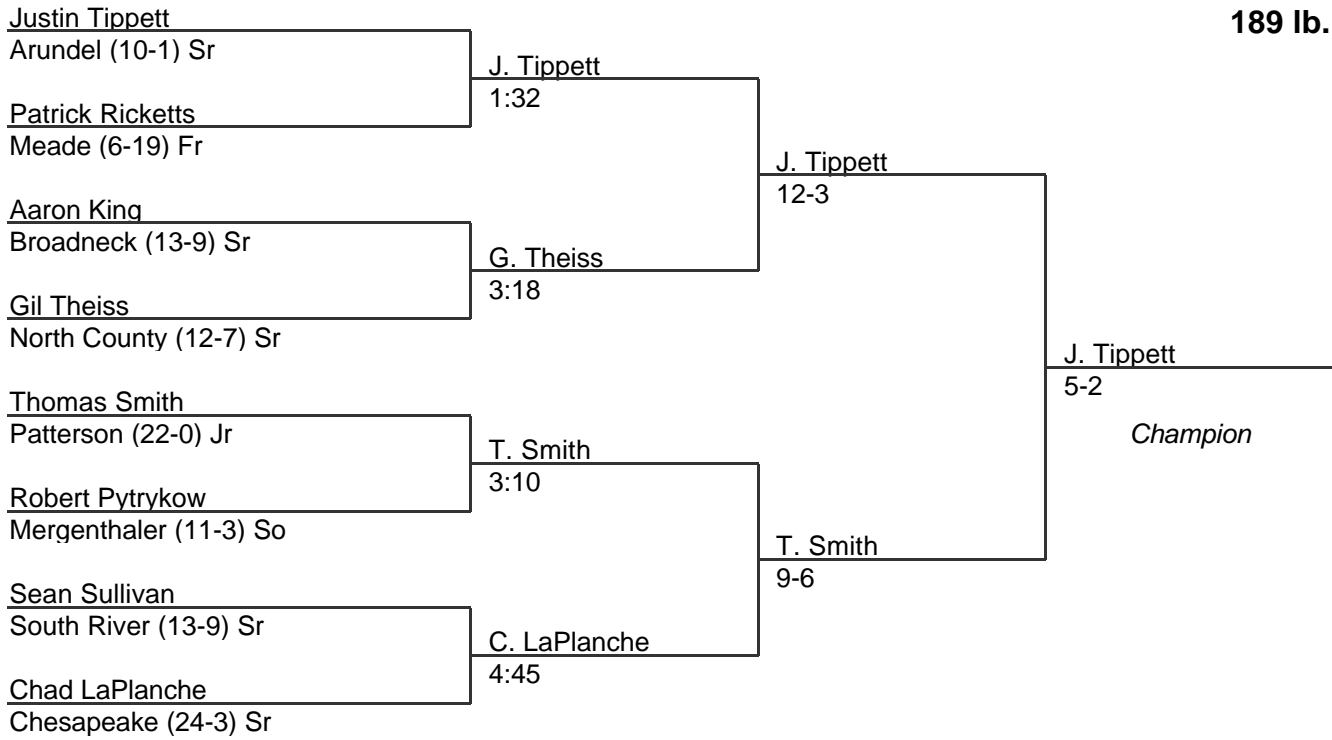 189 lb.
Justin Tippett
Arundel (10-1) Sr
J. Tippett
1:32
Patrick Ricketts
Meade (6-19) Fr
J. Tippett
12-3
Aaron King
Broadneck (13-9) Sr
G. Theiss
3:18
Gil Theiss
North County (12-7) Sr
J. Tippett
5-2
Champion
Thomas Smith
Patterson (22-0) Jr
T. Smith
3:10
Robert Pytrykow
Mergenthaler (11-3) So
T. Smith
9-6
Sean Sullivan
South River (13-9) Sr
C. LaPlanche
4:45
Chad LaPlanche
Chesapeake (24-3) Sr